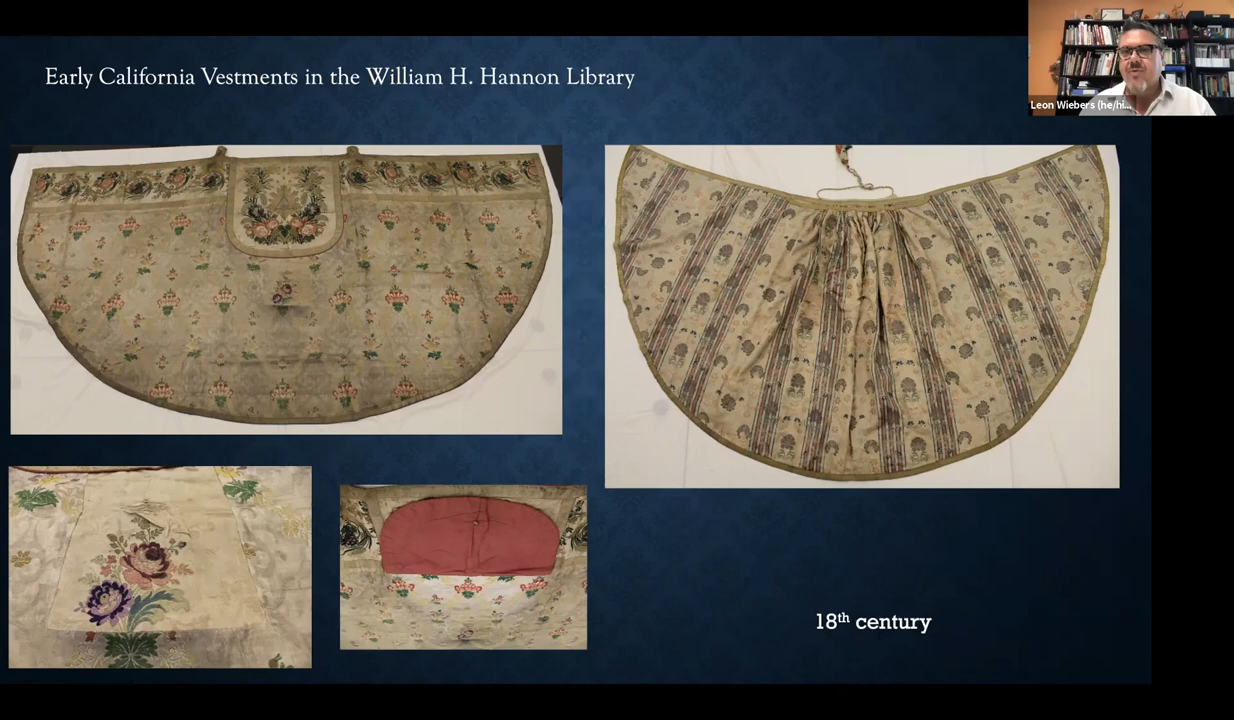 Early California Vestments in the William H. Hannon Library
Leon Wiebers (he/hi...
18th century